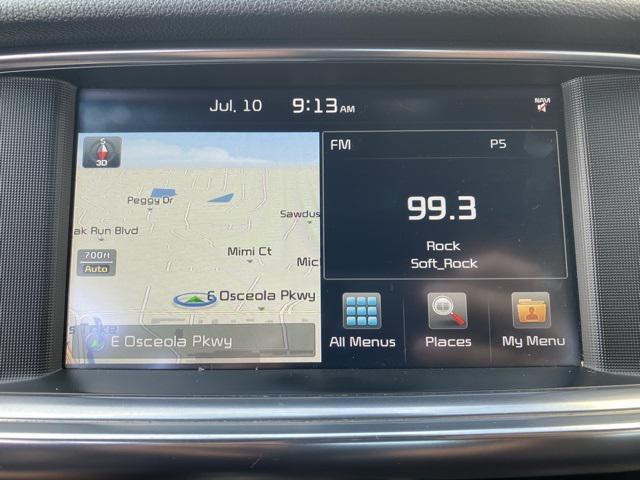 Jul. 10 9:13 AM
NAVI
FM P5
3D
Peggy Dr
99.3
Sawdus
ak Run Blvd
Rock
Mimi Ct
700ft
Mic
Soft_Rock
Auto
E Osceola Pkwy
E Osceola Pkwy
All Menus Places My Menu